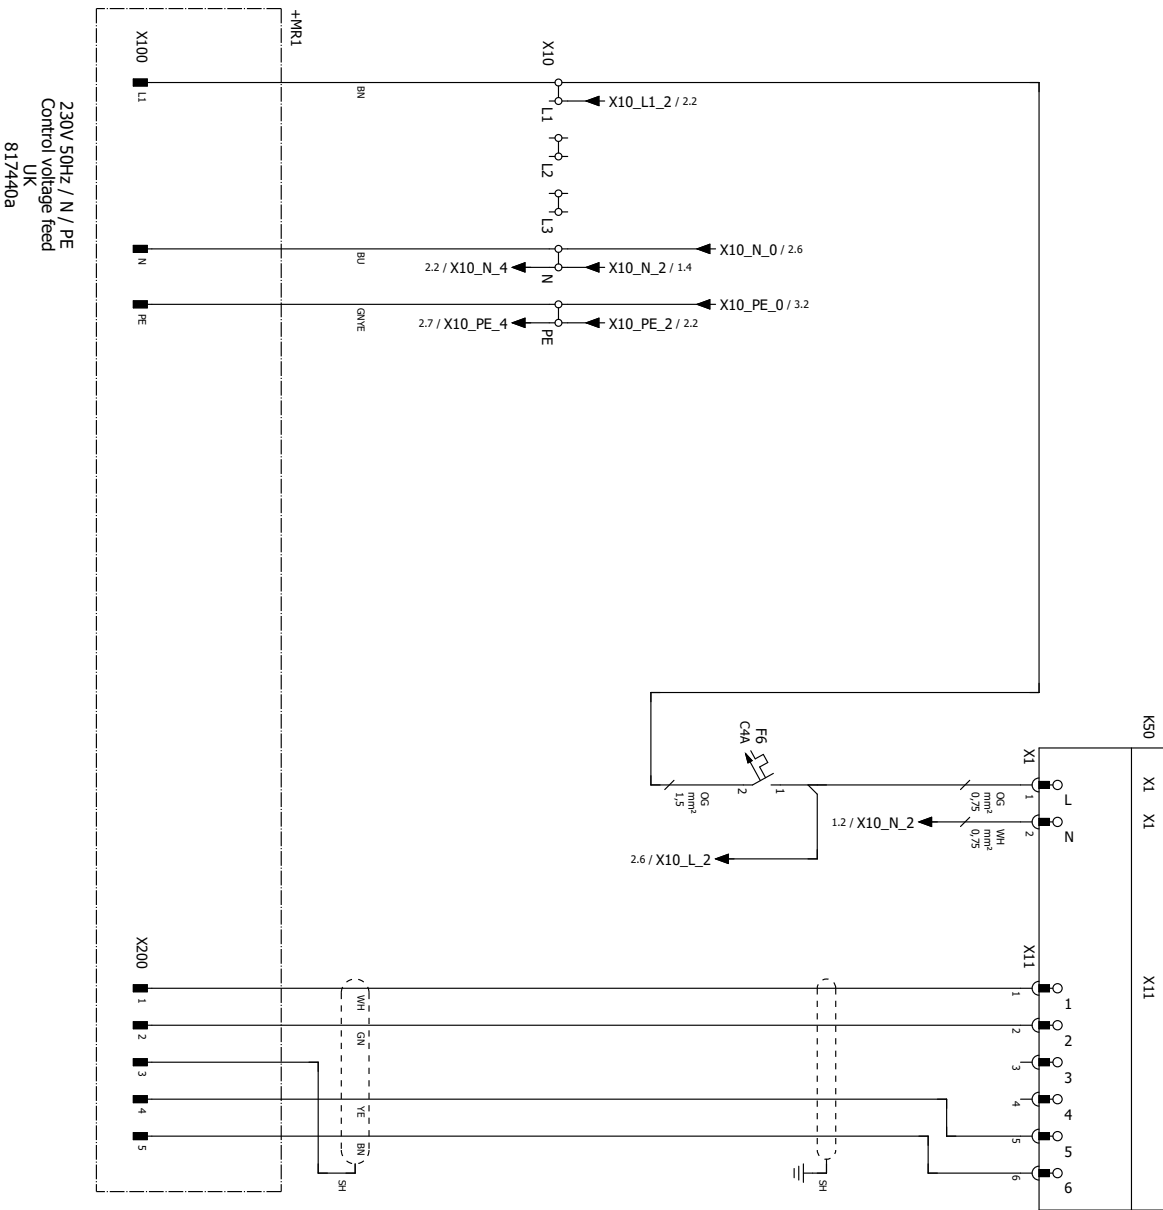 +MR1
X100
L1
N
PE
230V 50Hz / N / PE
Control voltage feed
UK
817440a
BN
BU
GNYE
X10
L1
L2
L3
N
PE
X10_L1_2 / 2.2
X10_N_0 / 2.6
2.2 / X10_N_4
X10_N_2 / 1.4
X10_PE_0 / 3.2
2.7 / X10_PE_4
X10_PE_2 / 2.2
K50
X1
X1
X1
F6
C4A
2
1
OG
mm²
1,5
OG
mm²
0,75
1
L
WH
mm²
0,75
2
N
1.2 / X10_N_2
2.6 / X10_L_2
X200
X11
X11
1
WH
1
1
2
GN
2
2
3
3
3
4
YE
4
4
5
BN
5
5
SH
SH
6
6